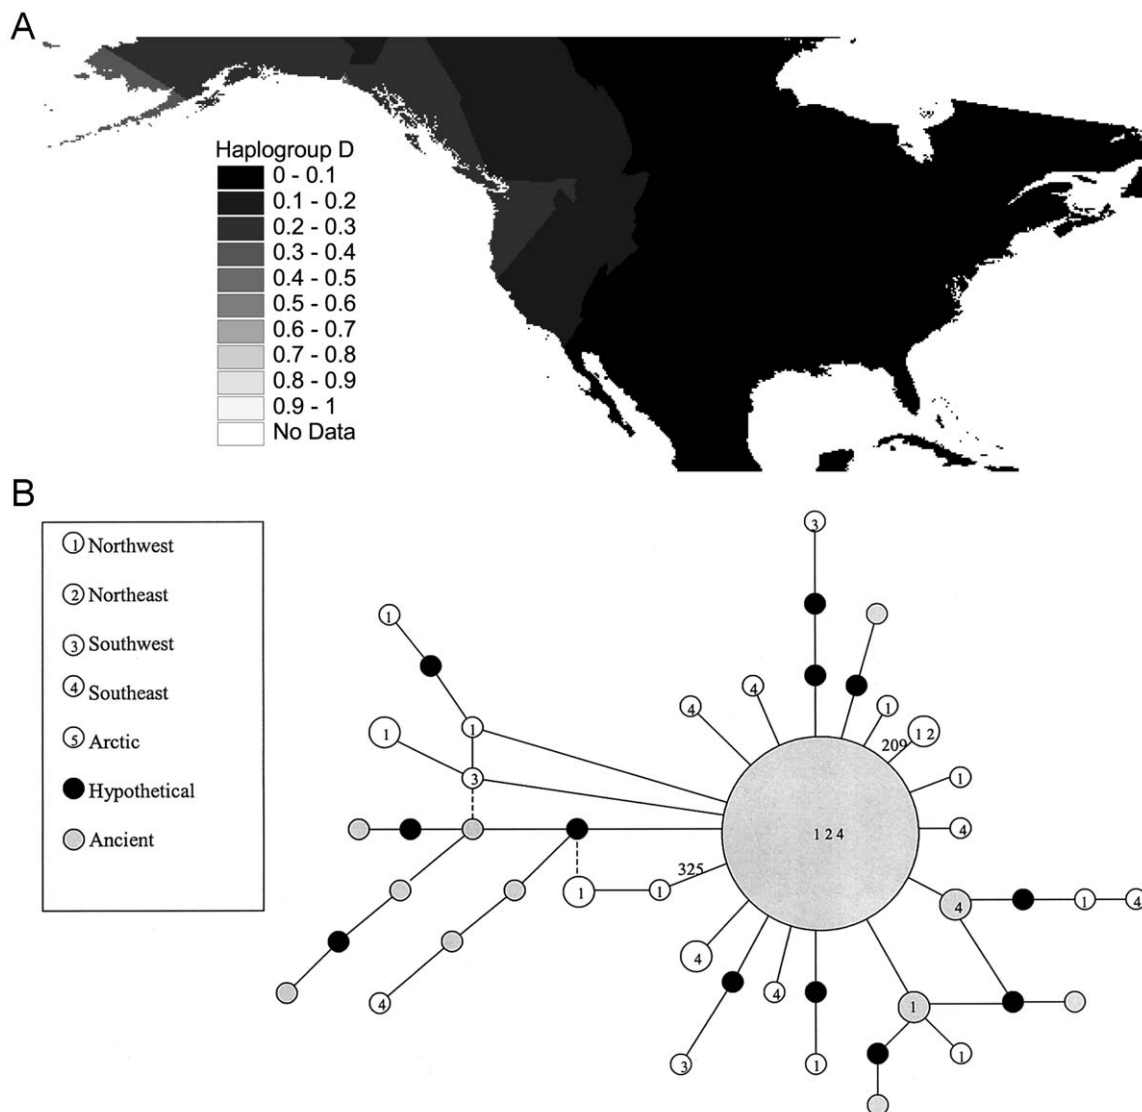 A
Haplogroup D
0 - 0.1
0.1 - 0.2
0.2 - 0.3
0.3 - 0.4
0.4 - 0.5
0.5 - 0.6
0.6 - 0.7
0.7 - 0.8
0.8 - 0.9
0.9 - 1
No Data
B
1 Northwest
2 Northeast
3 Southwest
4 Southeast
5 Arctic
Hypothetical
Ancient
3
1
4
4
1
209
1 2
1
1
3
1
1 2 4
4
325
1
1
4
1
4
4
4
4
1
1
3
1